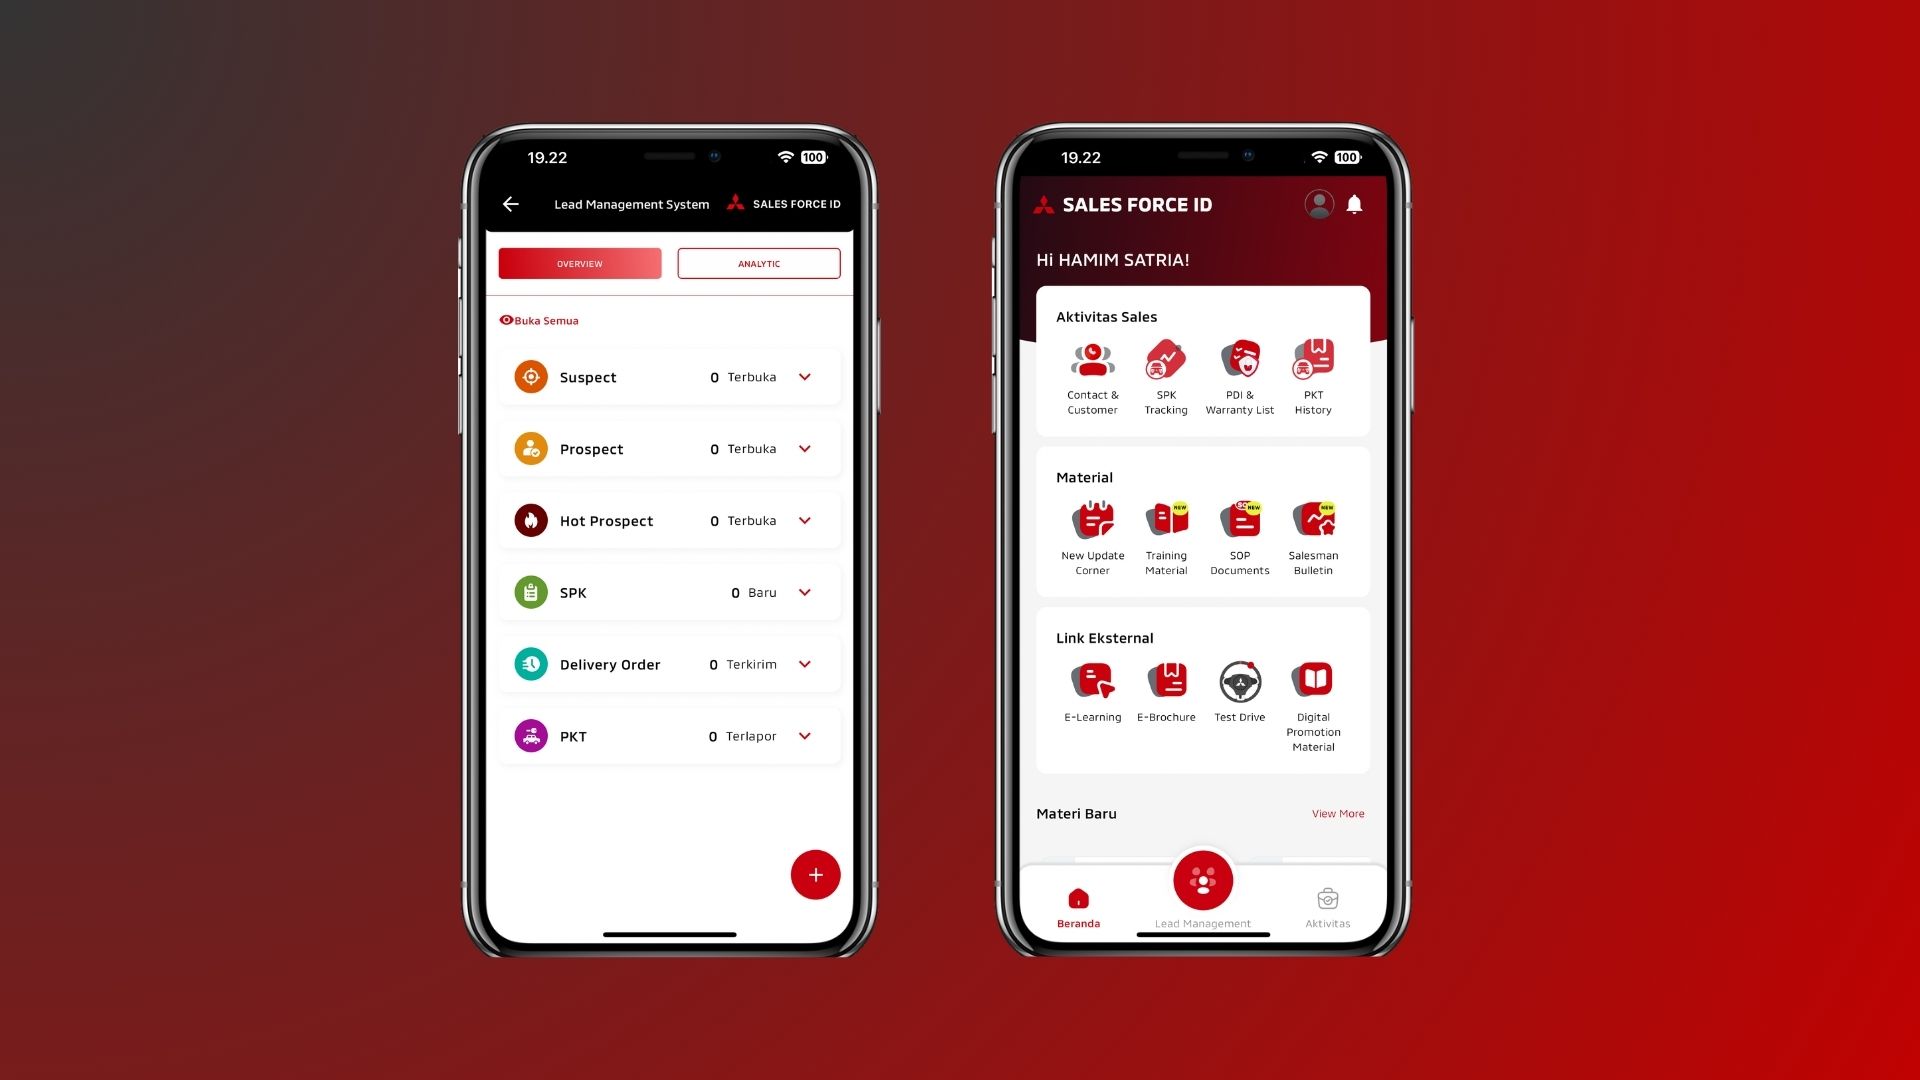 19.22
100
Lead Management System
SALES FORCE ID
OVERVIEW
ANALYTIC
Buka Semua
Suspect 0 Terbuka
Prospect 0 Terbuka
Hot Prospect 0 Terbuka
SPK 0 Baru
Delivery Order 0 Terkirim
PKT 0 Terlapor
19.22
100
SALES FORCE ID
Hi HAMIM SATRIA!
Aktivitas Sales
Contact &
Customer
SPK
Tracking
PDI &
Warranty List
PKT
History
Material
New Update
Corner
NEW
Training
Material
NEW
SOP
Documents
NEW
Salesman
Bulletin
Link Eksternal
E-Learning
E-Brochure
Test Drive
Digital
Promotion
Material
Materi Baru
View More
Beranda
Lead Management
Aktivitas